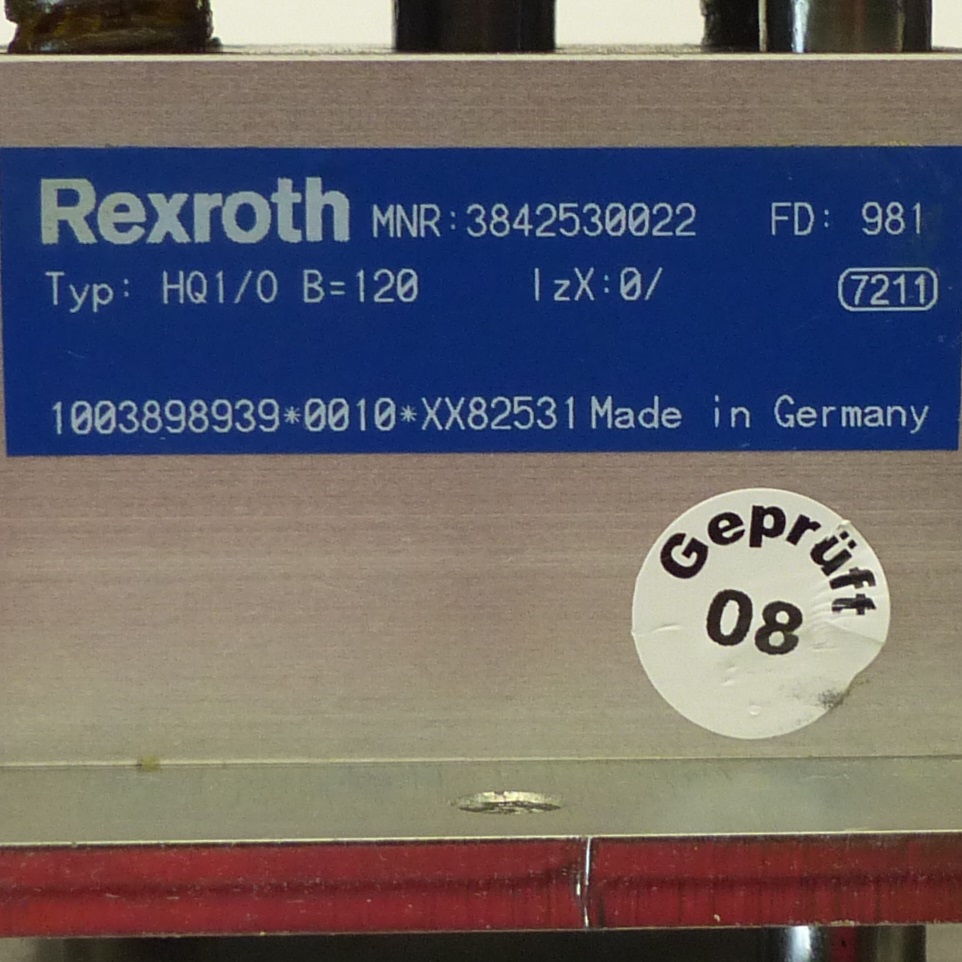 Rexroth MNR:3842530022 FD: 981
Typ: HQ1/0 B=120 lzX:0/ 7211
1003898939*0010*XX82531 Made in Germany
Geprüft
08